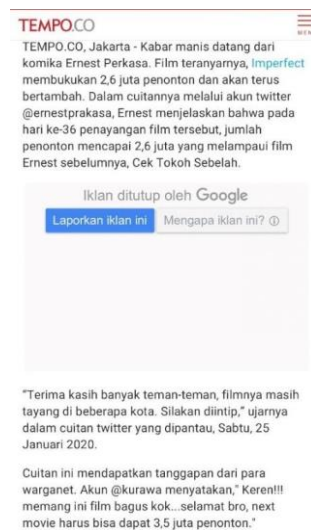 TEMPO.CO
MEN
TEMPO.CO, Jakarta - Kabar manis datang dari
komika Ernest Perkasa. Film teranyarnya, Imperfect
membukukan 2,6 juta penonton dan akan terus
bertambah. Dalam cuitannya melalui akun twitter
@ernestprakasa, Ernest menjelaskan bahwa pada
hari ke-36 penayangan film tersebut, jumlah
penonton mencapai 2,6 juta yang melampaui film
Ernest sebelumnya, Cek Tokoh Sebelah.
Iklan ditutup oleh Google
Laporkan iklan ini Mengapa iklan ini?
"Terima kasih banyak teman-teman, filmnya masih
tayang di beberapa kota. Silakan diintip," ujarnya
dalam cuitan twitter yang dipantau, Sabtu, 25
Januari 2020.
Cuitan ini mendapatkan tanggapan dari para
warganet. Akun @kurawa menyatakan," Keren!!!
memang ini film bagus kok...selamat bro, next
movie harus bisa dapat 3,5 juta penonton."